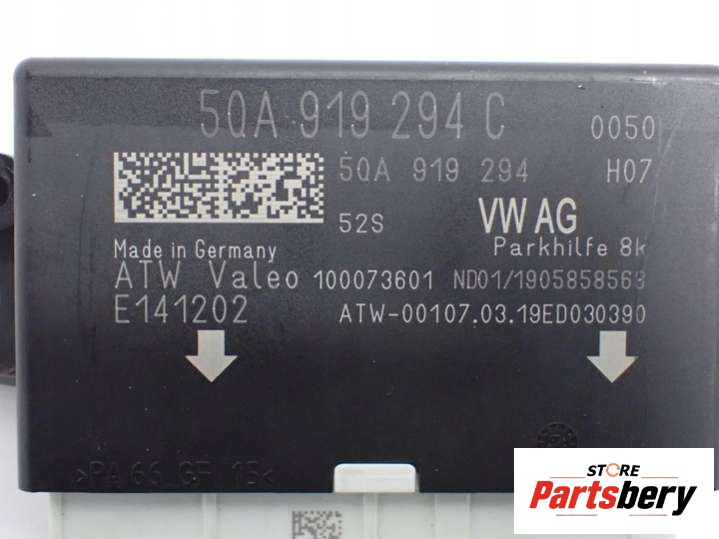 5QA 919 294 C 0050
5QA 919 294 H07
52S VW AG
Made in Germany Parkhilfe 8k
ATW Valeo 100073601 ND01/1905858563
E141202 ATW-00107.03.19ED030390
>PA 66 GF 15<
STORE
Partsbery